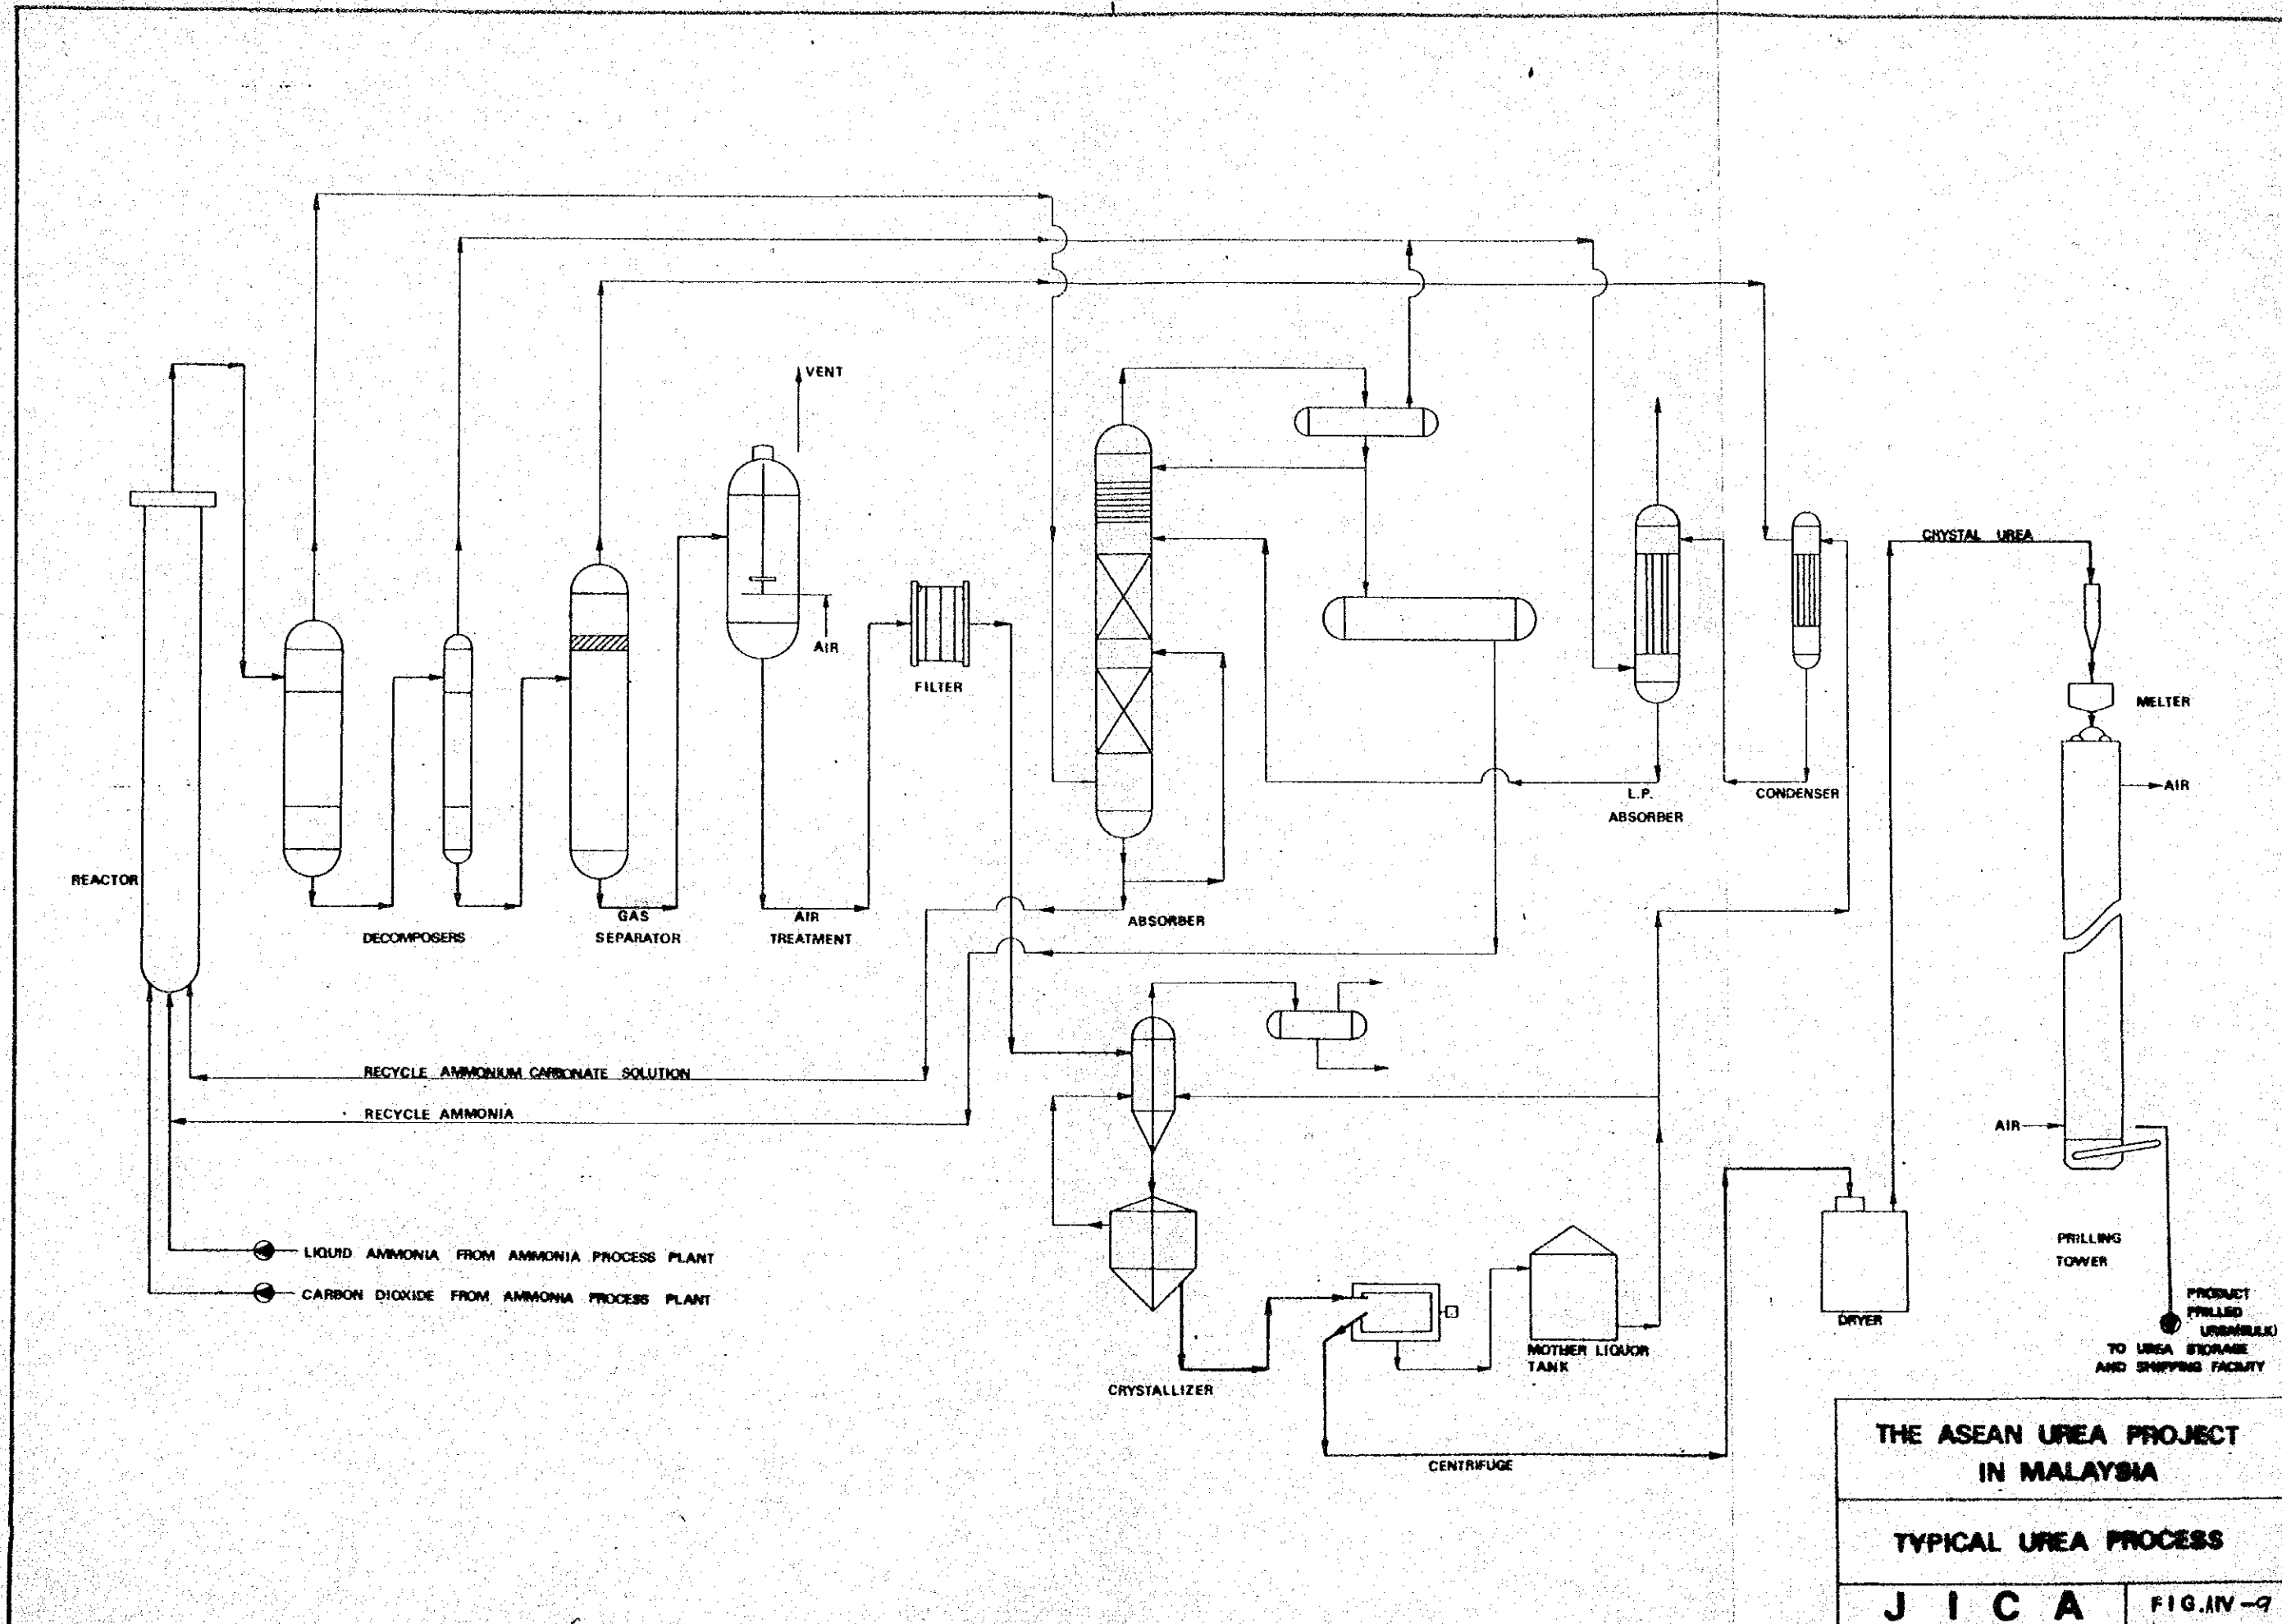 VENT
CRYSTAL UREA
AIR
FILTER
MELTER
AIR
L.P.
ABSORBER
CONDENSER
REACTOR
DECOMPOSERS
GAS
SEPARATOR
AIR
TREATMENT
ABSORBER
RECYCLE AMMONIUM CARBONATE SOLUTION
RECYCLE AMMONIA
AIR
LIQUID AMMONIA FROM AMMONIA PROCESS PLANT
CARBON DIOXIDE FROM AMMONIA PROCESS PLANT
PRILLING
TOWER
DRYER
MOTHER LIQUOR
TANK
CRYSTALLIZER
CENTRIFUGE
PRODUCT
PRILLED
UREA(BULK)
TO UREA STORAGE
AND SHIPPING FACILITY
THE ASEAN UREA PROJECT
IN MALAYSIA
TYPICAL UREA PROCESS
J I C A